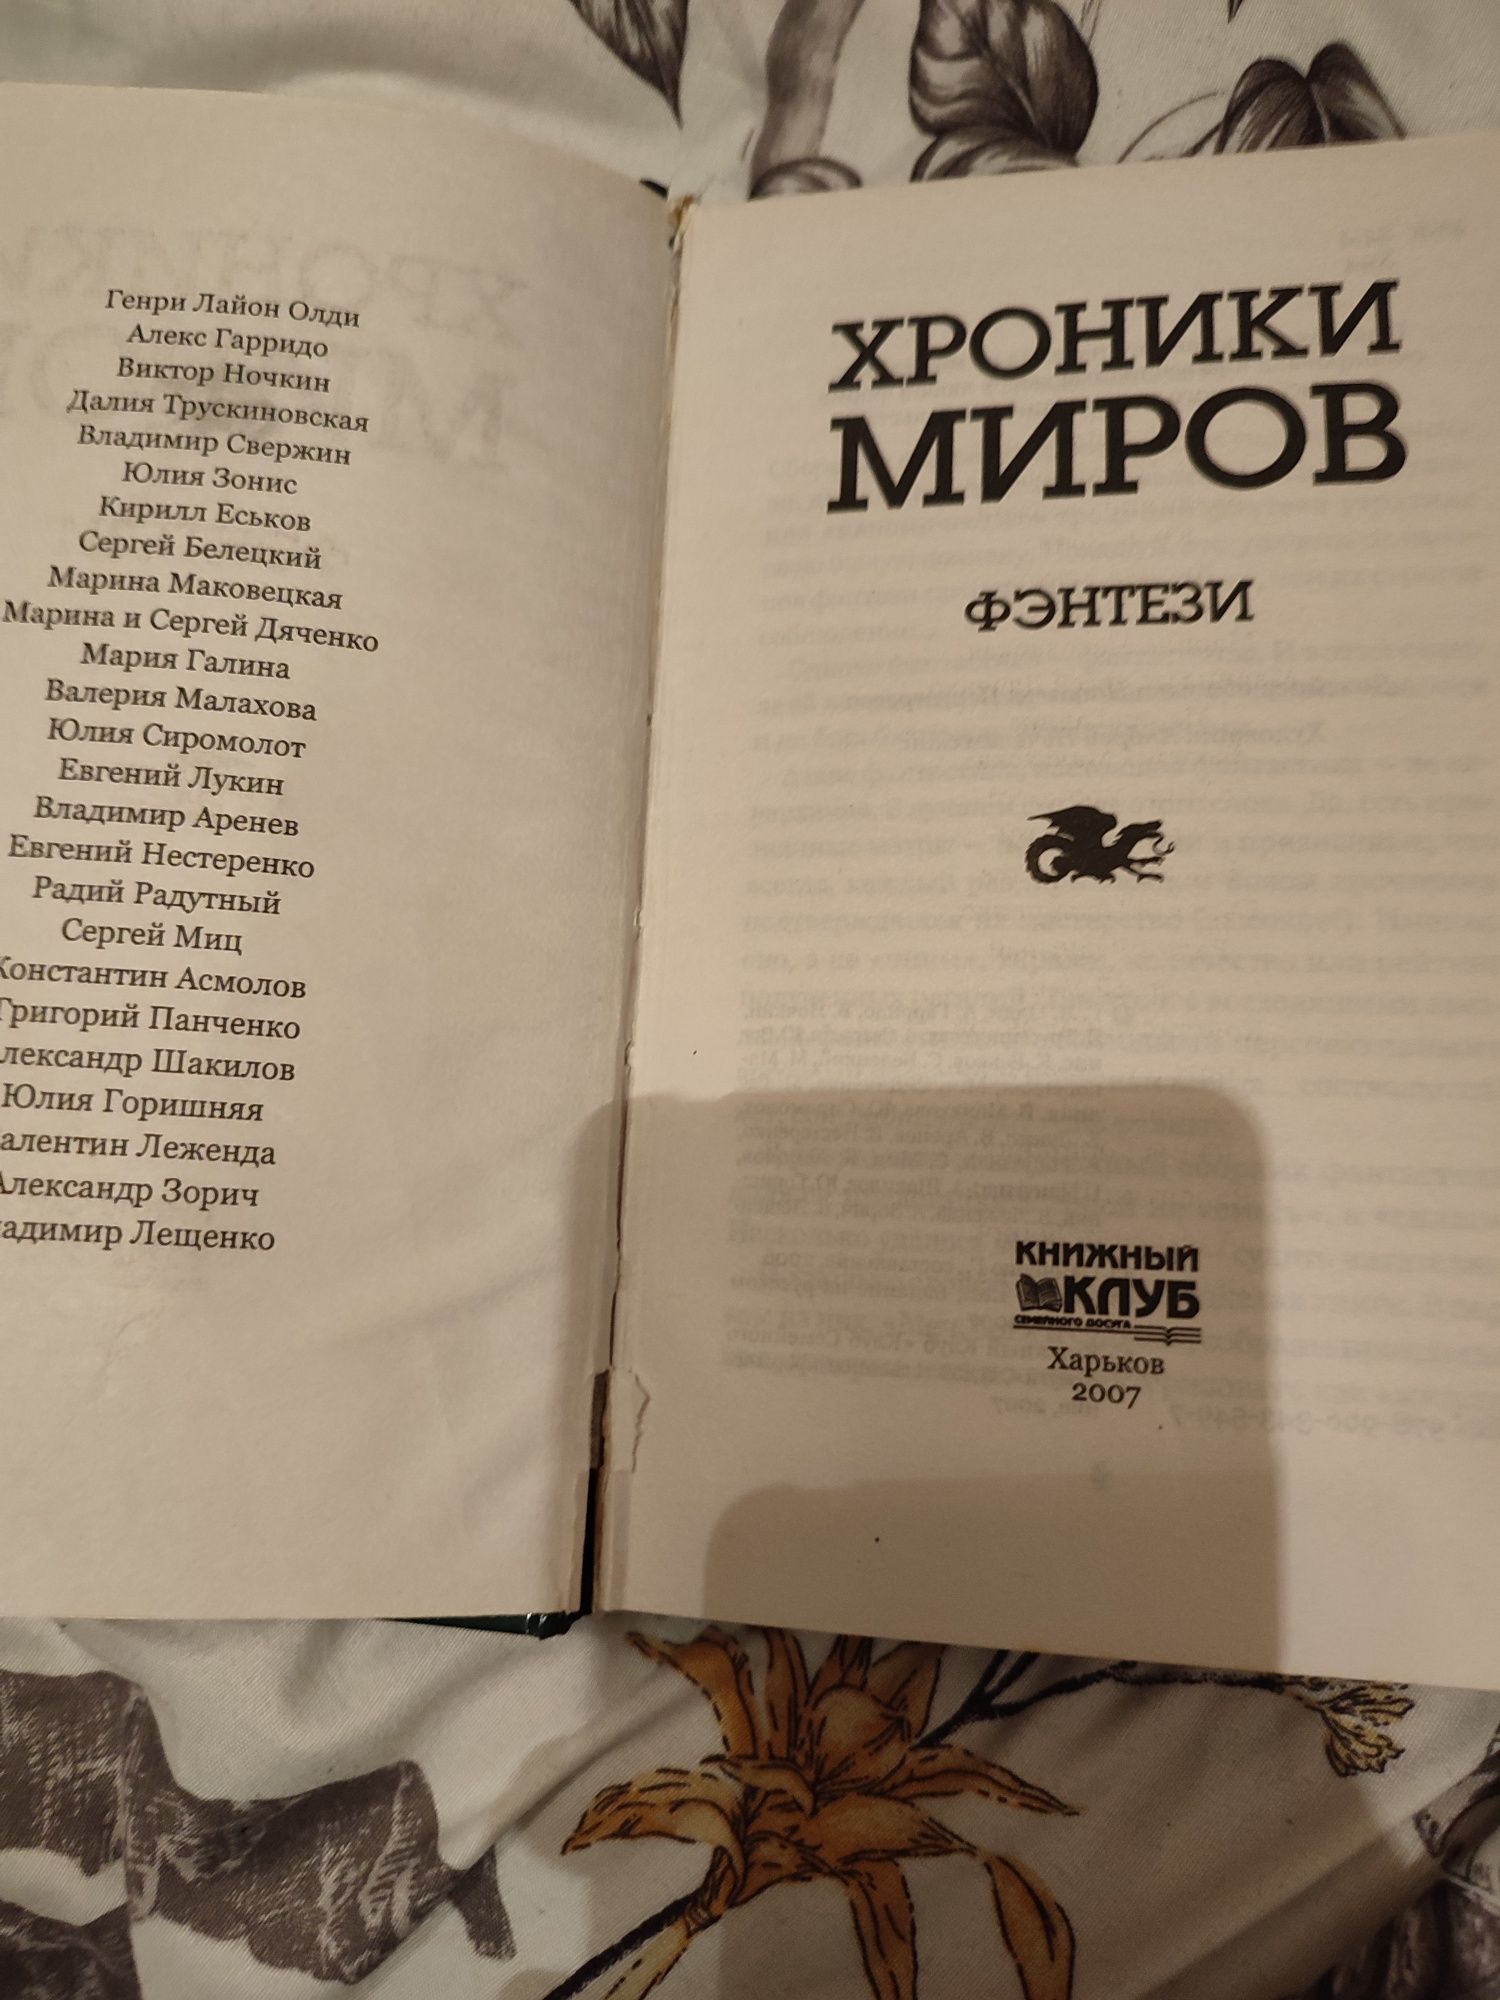 Генри Лайон Олди
Алекс Гарридо
Виктор Ночкин
Далия Трускиновская
Владимир Свержин
Юлия Зонис
Кирилл Еськов
Сергей Белецкий
Марина Маковецкая
Марина и Сергей Дяченко
Мария Галина
Валерия Малахова
Юлия Сиромолот
Евгений Лукин
Владимир Аренев
Евгений Нестеренко
Радий Радутный
Сергей Миц
Константин Асмолов
Григорий Панченко
лександр Шакилов
Юлия Горишняя
алентин Леженда
Александр Зорич
ладимир Лещенко
ХРОНИКИ
МИРОВ
ФЭНТЕЗИ
КНИЖНЫЙ
КЛУБ
СЕМЕЙНОГО ДОСУГА
Харьков
2007